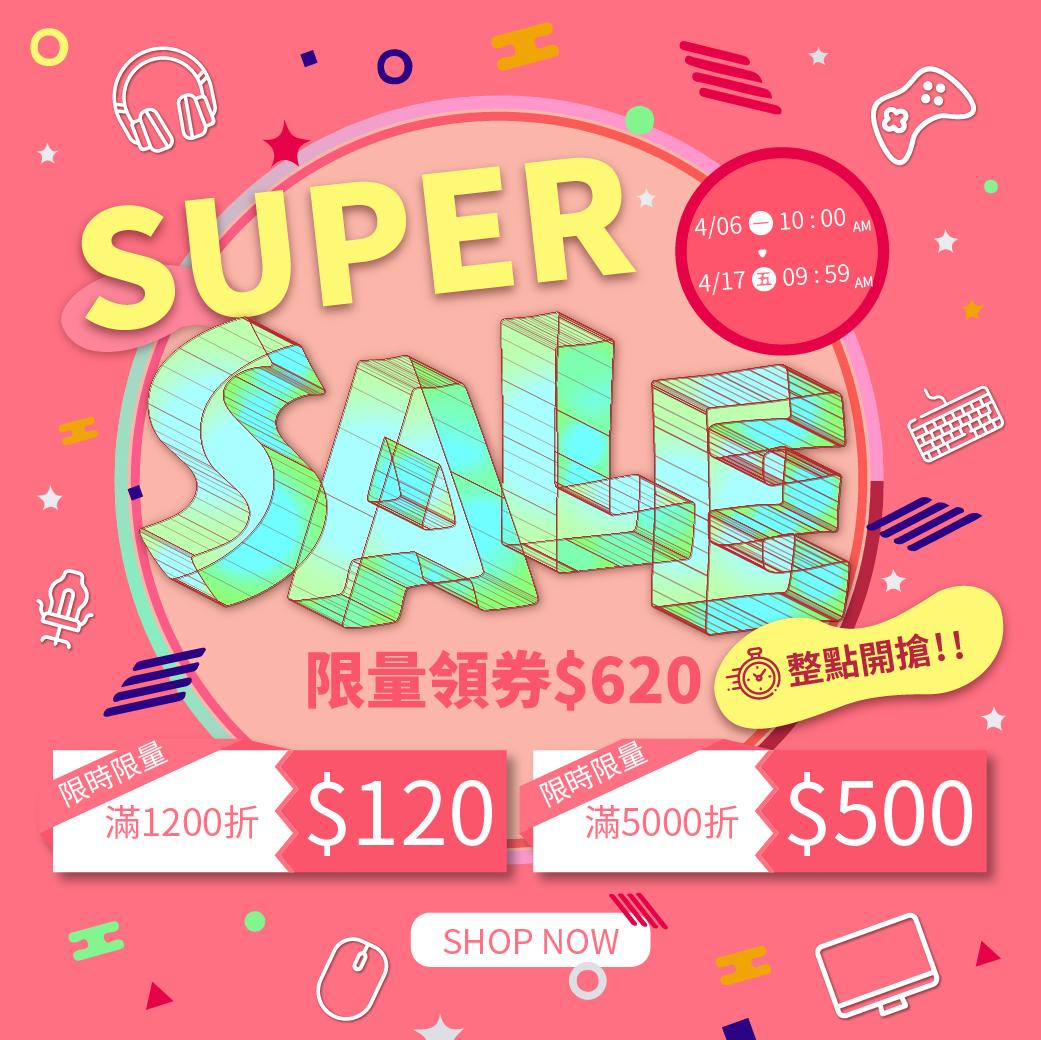 SUPER
SALE
4/06 一 10:00 AM
4/17 五 09:59 AM
限量領券$620
整點開搶!!
限時限量
滿1200折 $120
限時限量
滿5000折 $500
SHOP NOW